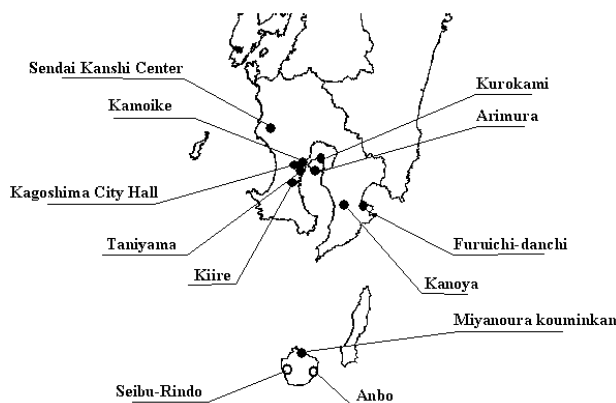 Sendai Kanshi Center
Kurokami
Kamoike
Arimura
Kagoshima City Hall
Taniyama
Furuichi-danchi
Kiire
Kanoya
Miyanoura kouminkan
Seibu-Rindo
Anbo